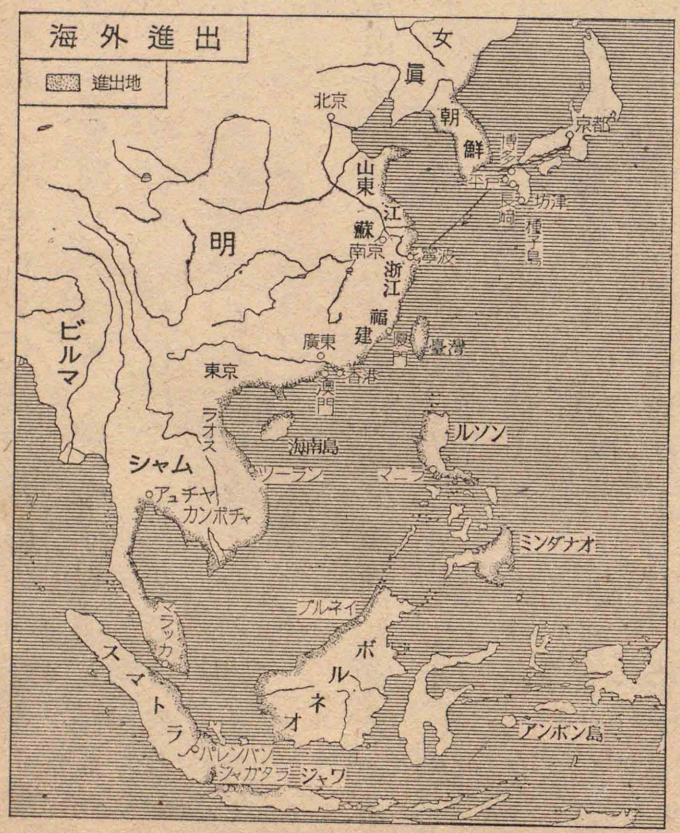 海外進出
進出地
女
眞
北京
朝
鮮
京都
博多
山東
平戸
長崎
坊津
江
蘇
種子島
明
南京
寧波
浙江
ビルマ
福
建
廣東
廈門
臺灣
東京
香港
澳門
ラオス
ルソン
海南島
シャム
ツーラン
マニラ
アユチヤ
カンボヂャ
ミンダナオ
マラッカ
ブルネイ
スマトラ
ボルネオ
アンボン島
パレンバン
ジャガタラ
ジャワ